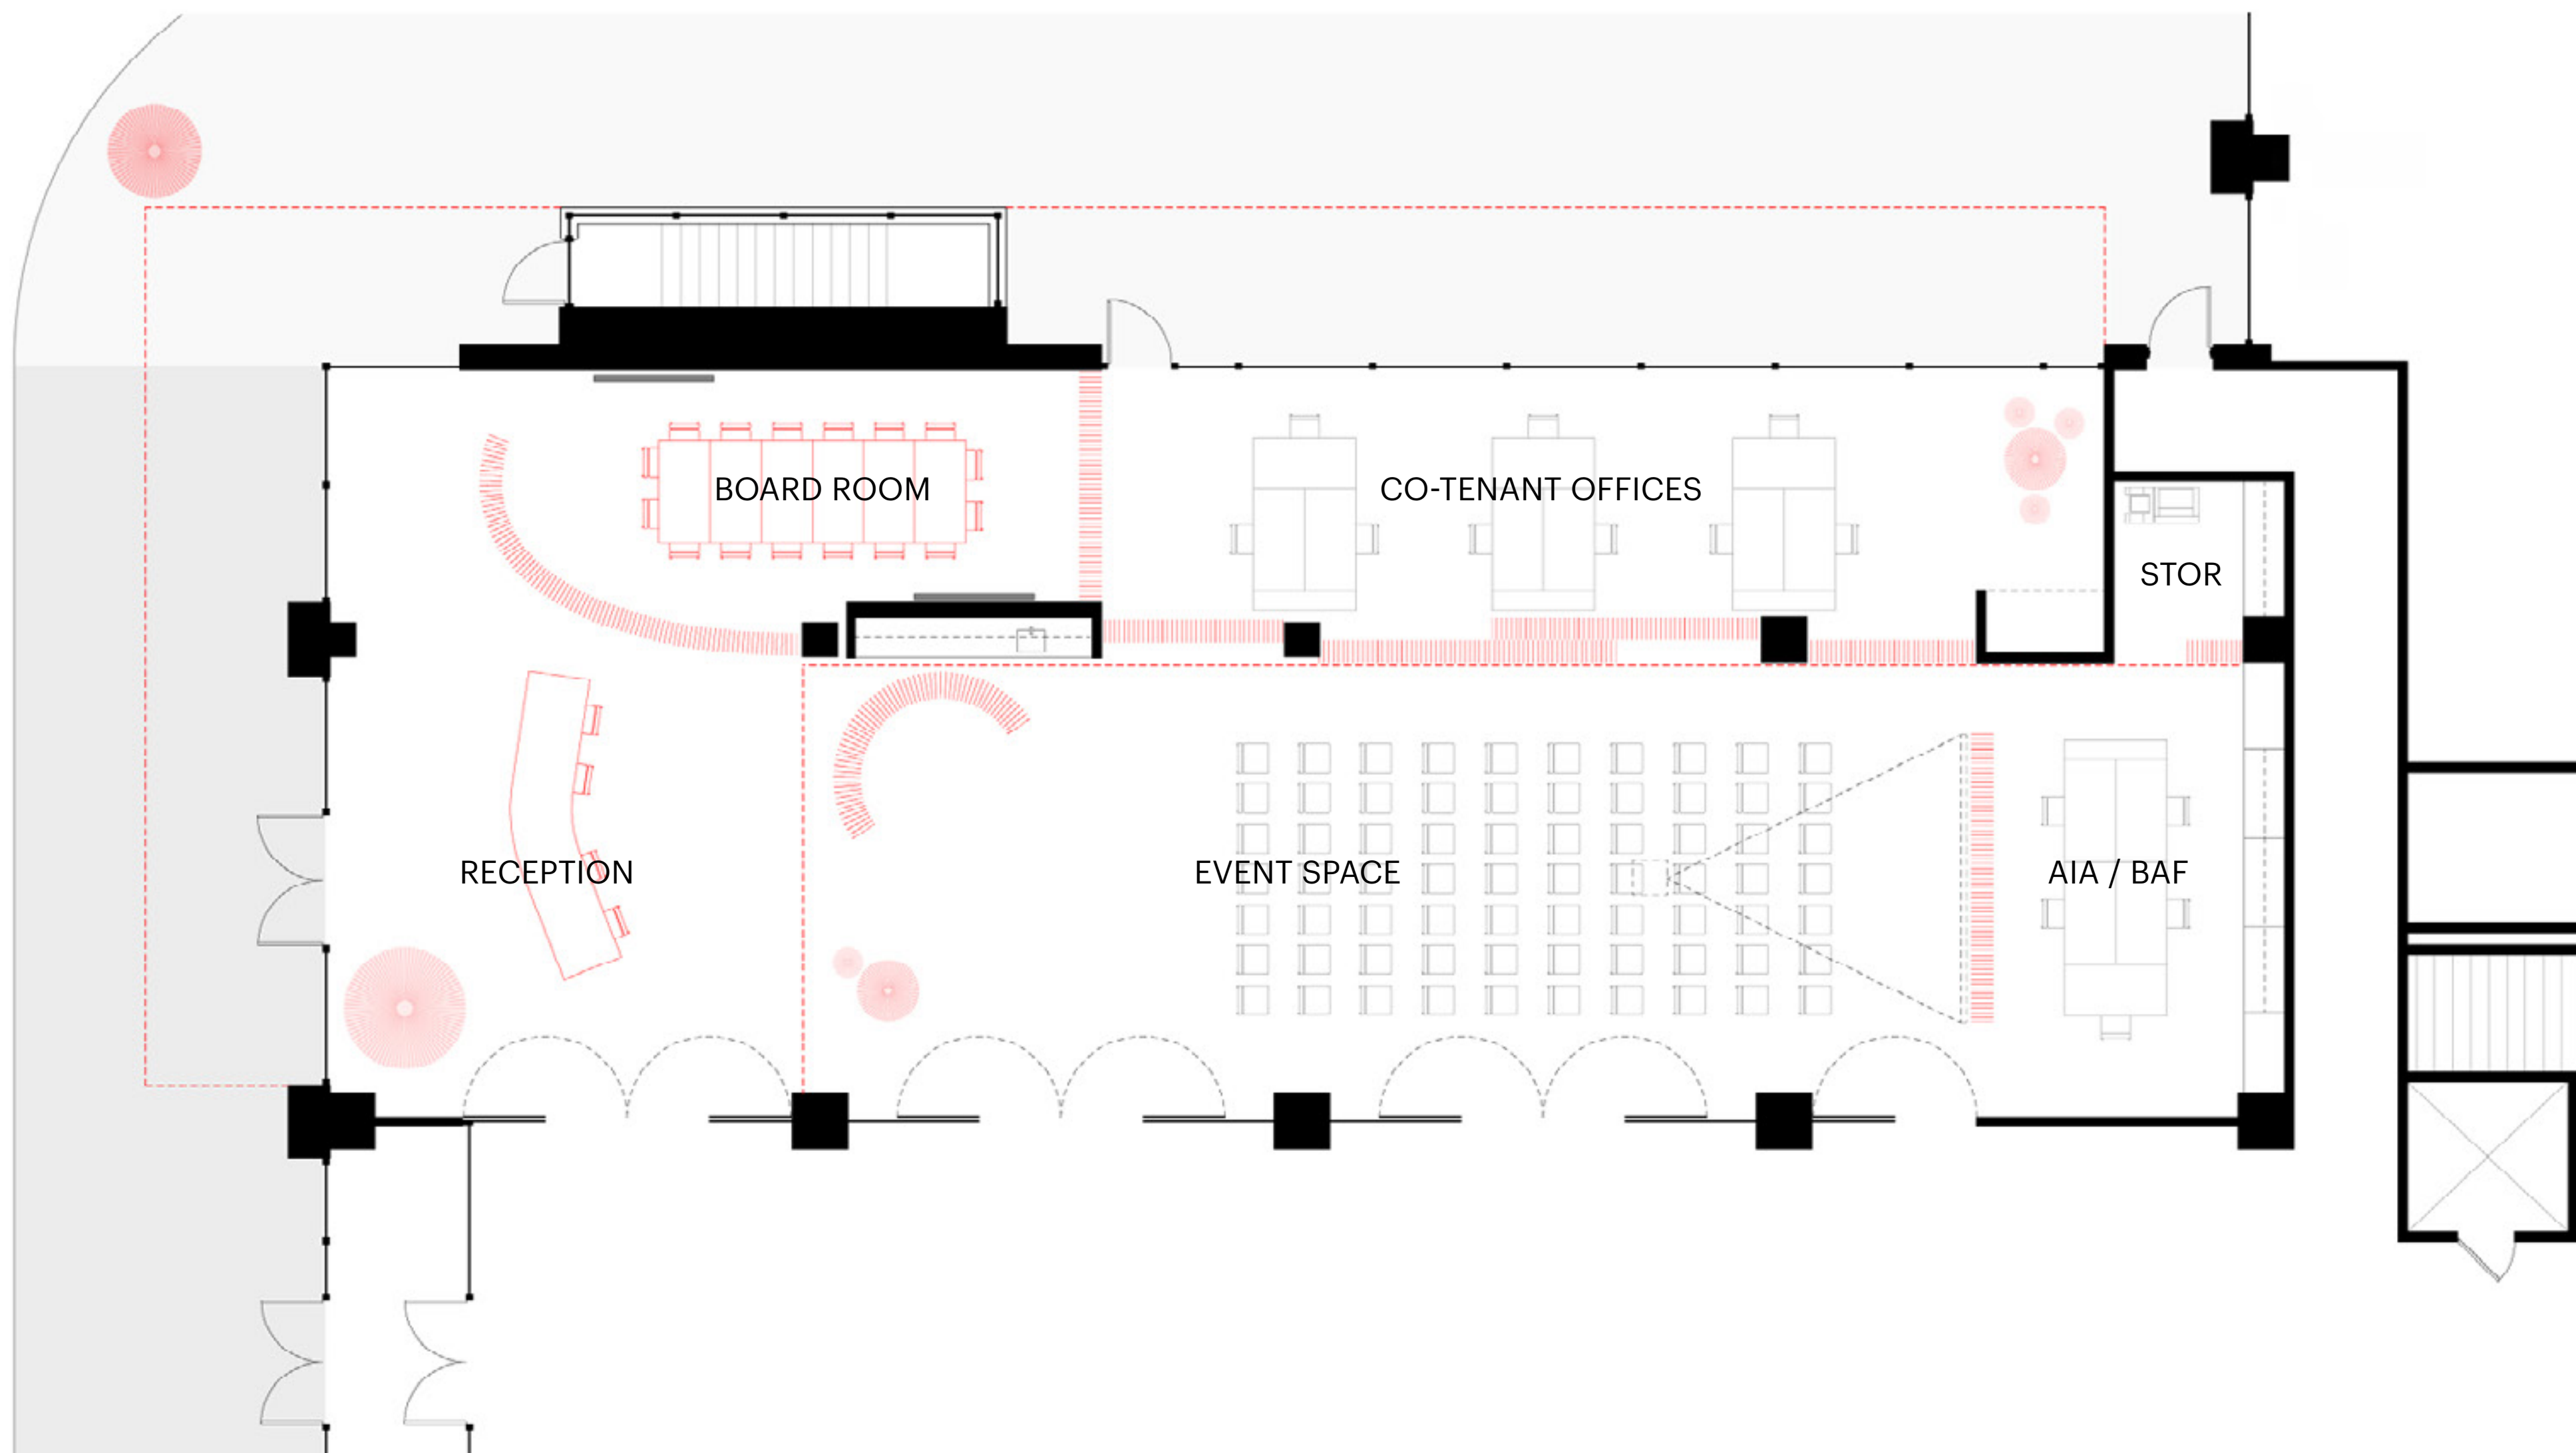 BOARD ROOM
CO-TENANT OFFICES
STOR
RECEPTION
EVENT SPACE
AIA / BAF